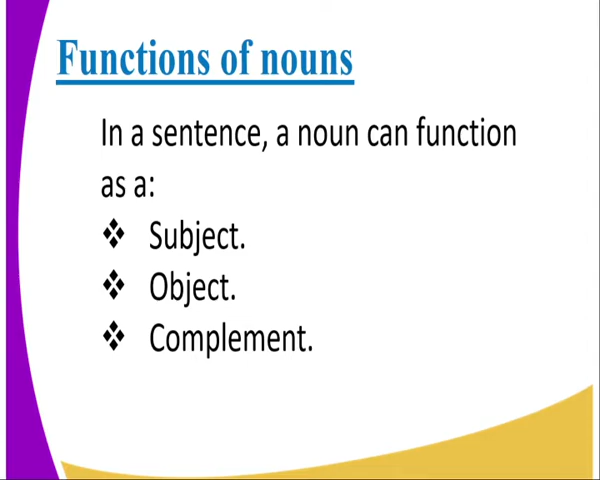 Functions of nouns
In a sentence, a noun can function
as a:
❖ Subject.
❖ Object.
❖ Complement.